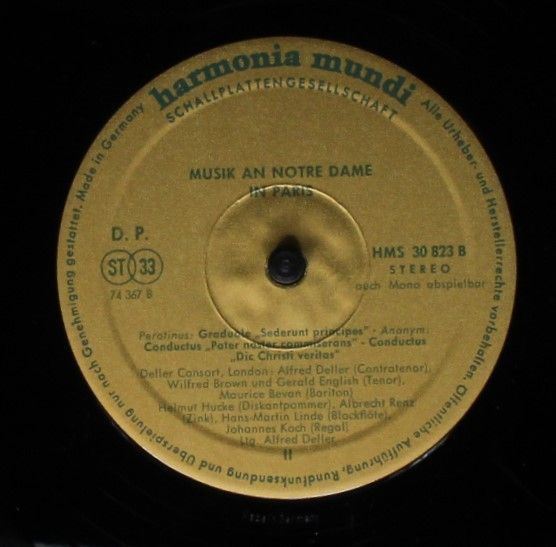 harmonia mundi
SCHALLPLATTENGESELLSCHAFT
MUSIK AN NOTRE DAME
IN PARIS
D. P.
ST 33
74 367 B
HMS 30 823 B
STEREO
auch Mono abspielbar
Perotinus: Graduale „Sederunt principes" - Anonym:
Conductus „Pater noster commiserans" - Conductus
„Dic Christi veritas"
Deller Consort, London: Alfred Deller (Contratenor),
Wilfred Brown und Gerald English (Tenor),
Maurice Bevan (Bariton)
Helmut Hucke (Diskantpommer), Albrecht Renz
(Zink), Hans-Martin Linde (Blockflöte),
Johannes Koch (Regal)
Ltg. Alfred Deller
II
Alle Urheber- und Herstellerrechte vorbehalten. Öffentliche Aufführung, Rundfunksendung und Überspielung nur nach Genehmigung gestattet. Made in Germany
Made in Germany